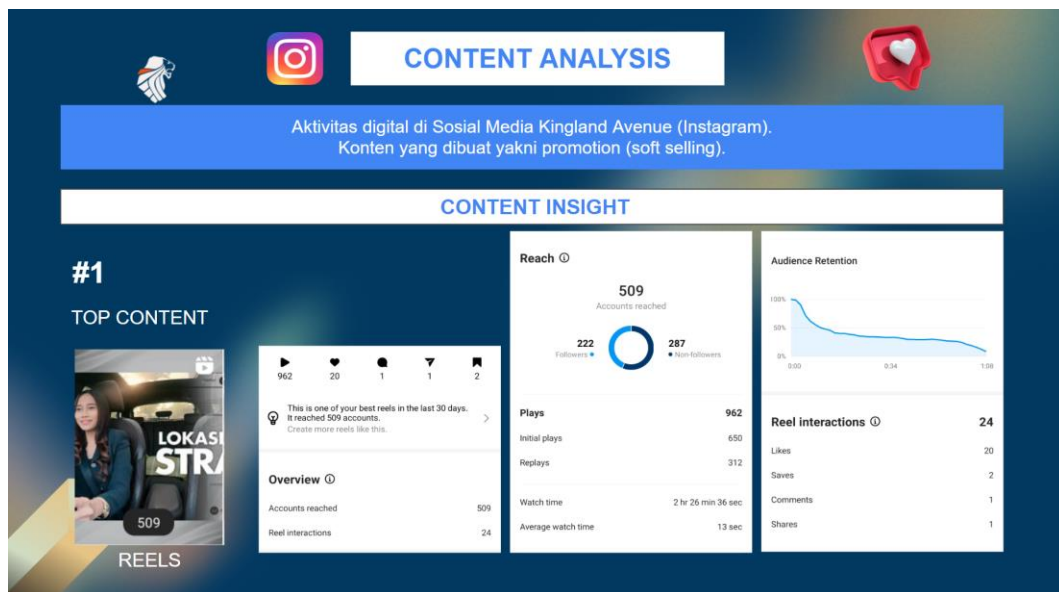 CONTENT ANALYSIS
Aktivitas digital di Sosial Media Kingland Avenue (Instagram).
Konten yang dibuat yakni promotion (soft selling).
CONTENT INSIGHT
#1
TOP CONTENT
LOKASI
STRA
509
REELS
962 20 1 1 2
This is one of your best reels in the last 30 days.
It reached 509 accounts.
Create more reels like this.
Overview
Accounts reached 509
Reel interactions 24
Reach
509
Accounts reached
222
Followers
287
Non-followers
Plays 962
Initial plays 650
Replays 312
Watch time 2 hr 26 min 36 sec
Average watch time 13 sec
Audience Retention
100%
50%
0%
0:00 0:34 1:08
Reel interactions 24
Likes 20
Saves 2
Comments 1
Shares 1